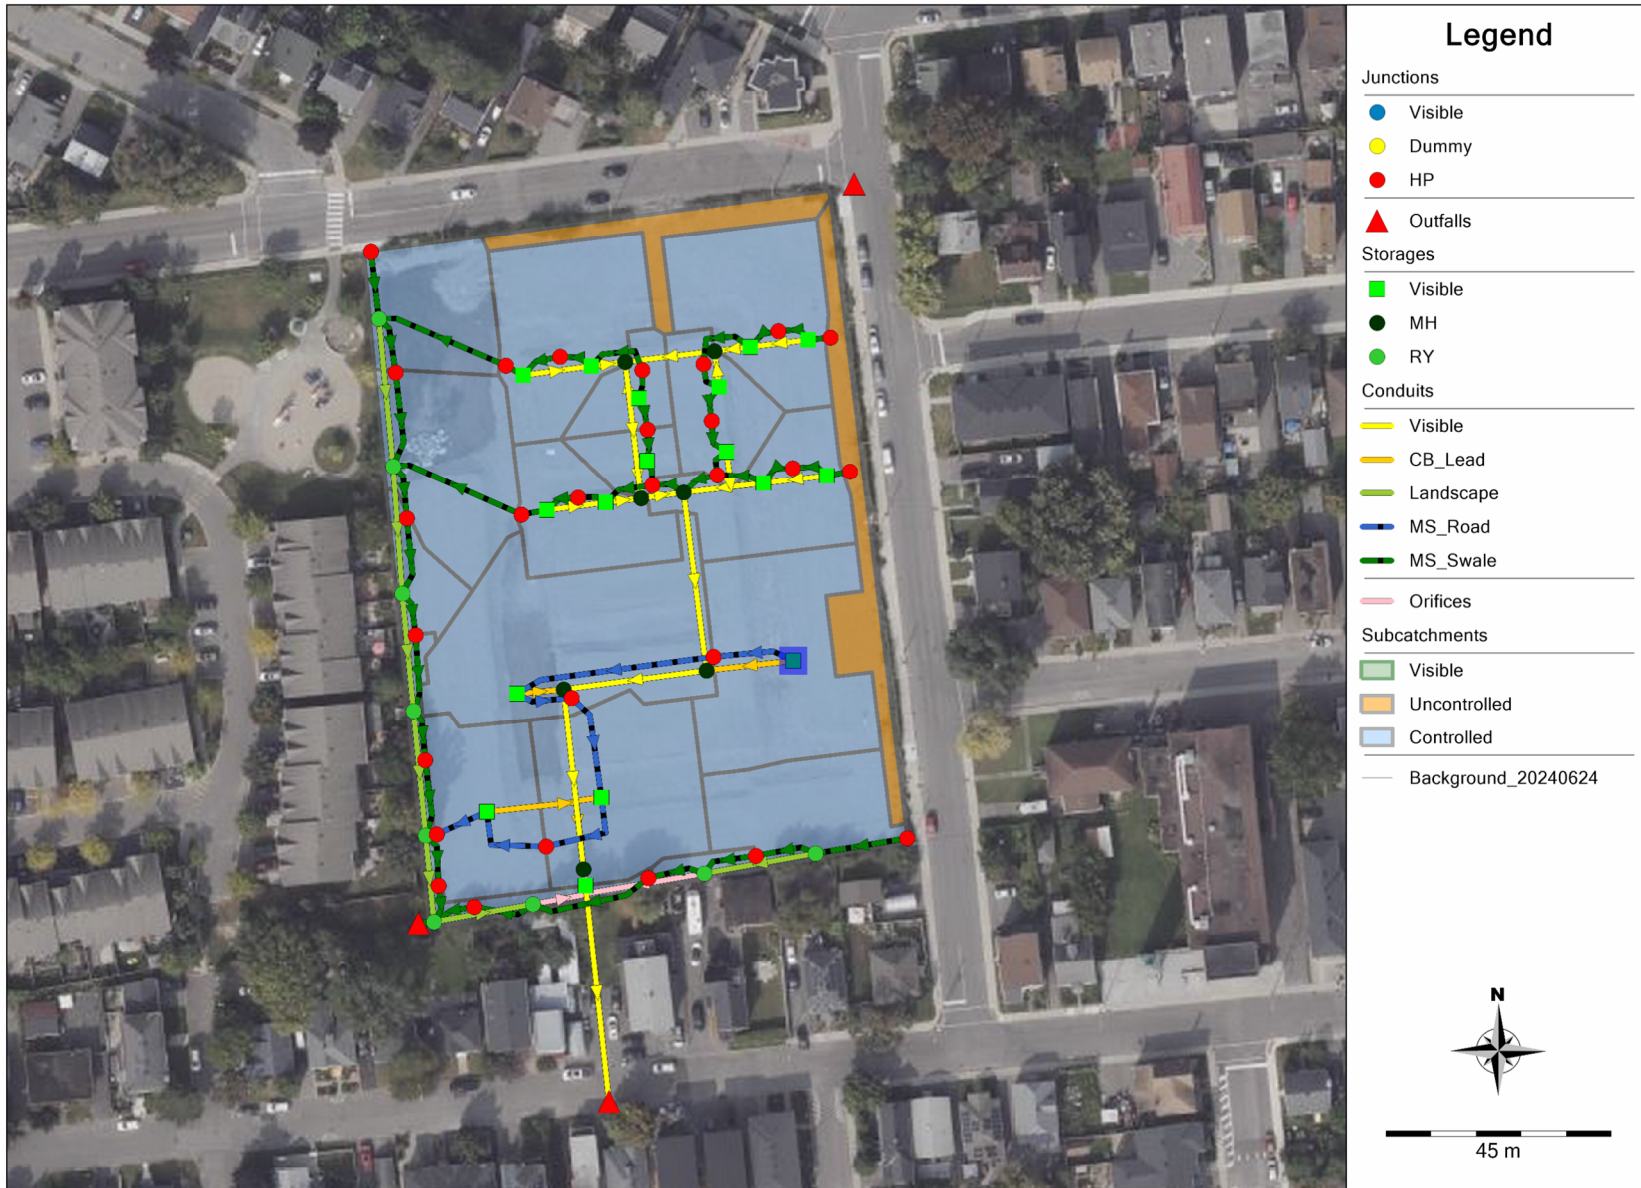 Legend
Junctions
Visible
Dummy
HP
Outfalls
Storages
Visible
MH
RY
Conduits
Visible
CB_Lead
Landscape
MS_Road
MS_Swale
Orifices
Subcatchments
Visible
Uncontrolled
Controlled
Background_20240624
N
45 m